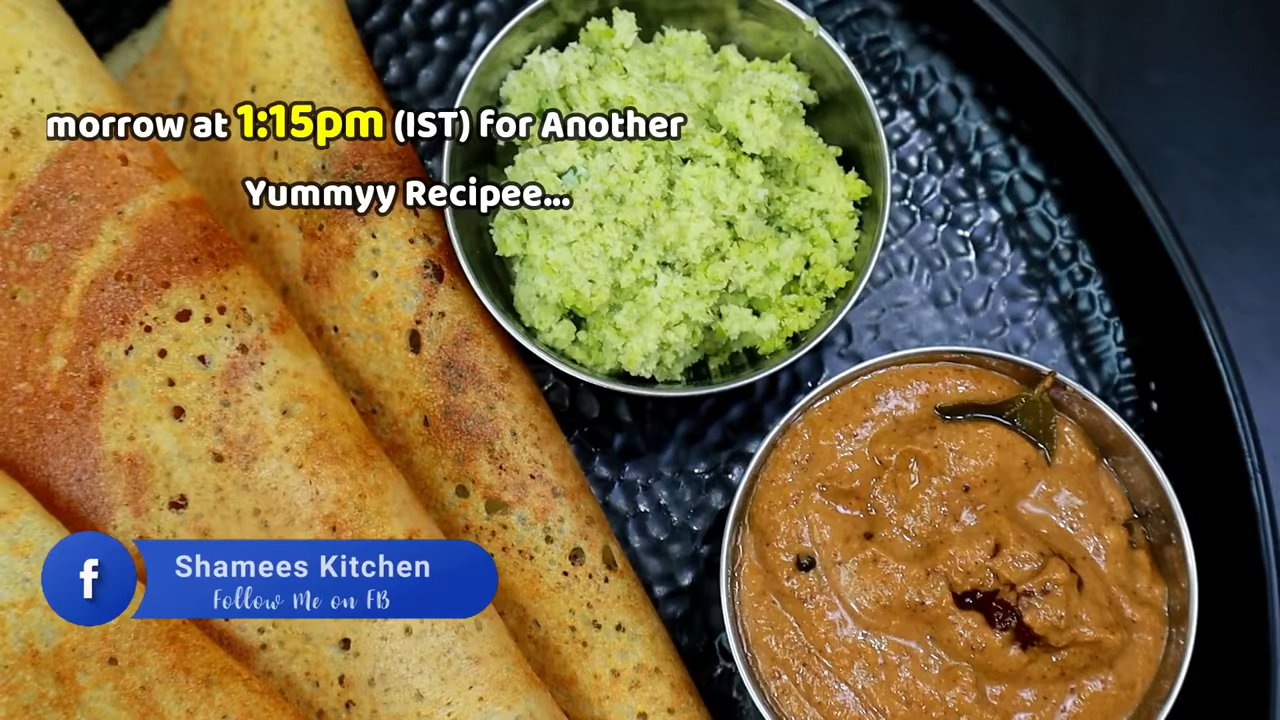 morrow at 1:15pm (IST) for Another
Yummyy Recipee...
f
Shamees Kitchen
Follow Me on FB